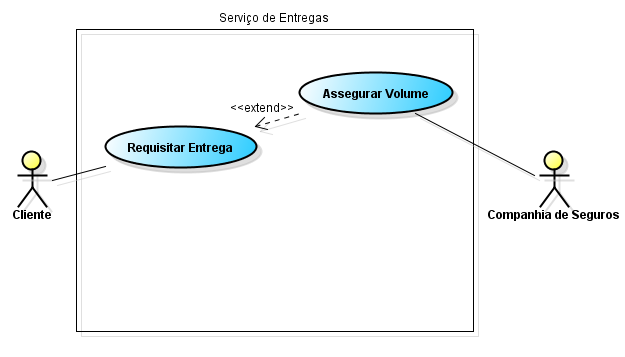 Serviço de Entregas
Assegurar Volume
<<extend>>
Requisitar Entrega
Cliente
Companhia de Seguros